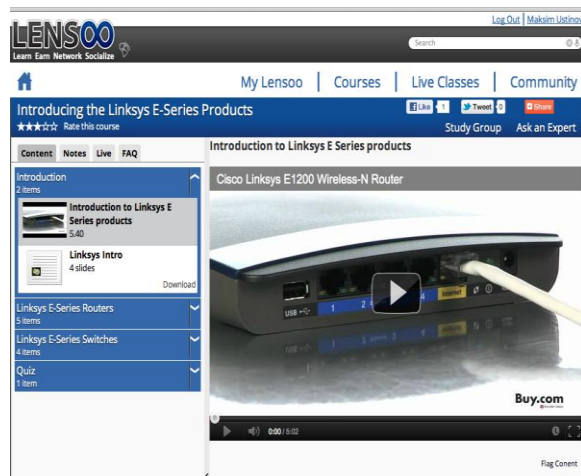 Log Out | Maksim Ustinov
LENSOO
Learn Earn Network Socialize
Search
My Lensoo | Courses | Live Classes | Community
Introducing the Linksys E-Series Products
Like 1 Tweet 0 Share
Rate this course
Study Group Ask an Expert
Content Notes Live FAQ
Introduction to Linksys E Series products
Introduction
2 items
Introduction to Linksys E
Series products
5.40
Linksys Intro
4 slides
Download
Linksys E-Series Routers
5 items
Linksys E-Series Switches
4 items
Quiz
1 item
Cisco Linksys E1200 Wireless-N Router
USB 1 2 4 Internet
Buy.com
0:00 / 5:02
Flag Conent